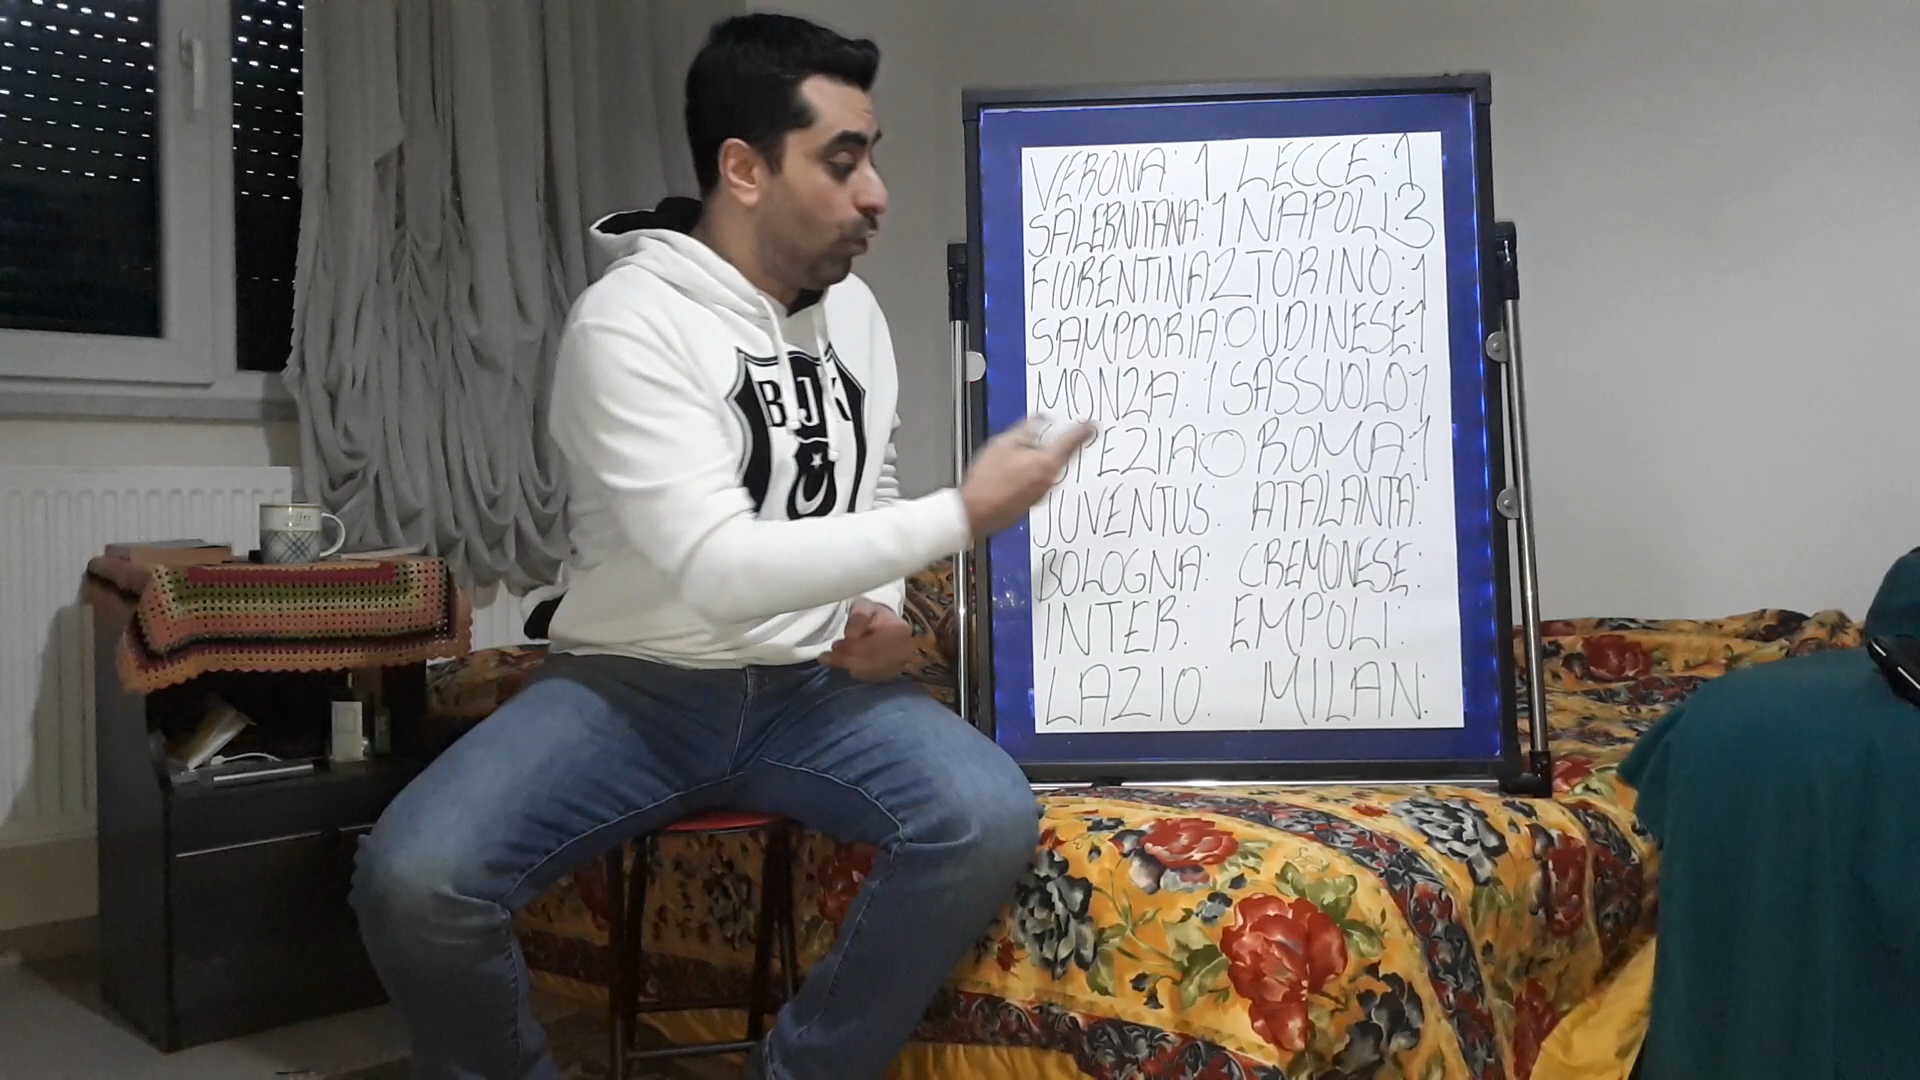 VERONA: 1 LECCE: 1
SALERNITANA: 1 NAPOLI: 3
FIORENTINA 2 TORINO: 1
SAMPDORIA: 0 UDINESE 1
MONZA: 1 SASSUOLO 1
SPEZIA 0 ROMA: 1
JUVENTUS: ATALANTA:
BOLOGNA: CREMONESE:
INTER: EMPOLI:
LAZIO: MILAN:
BJK